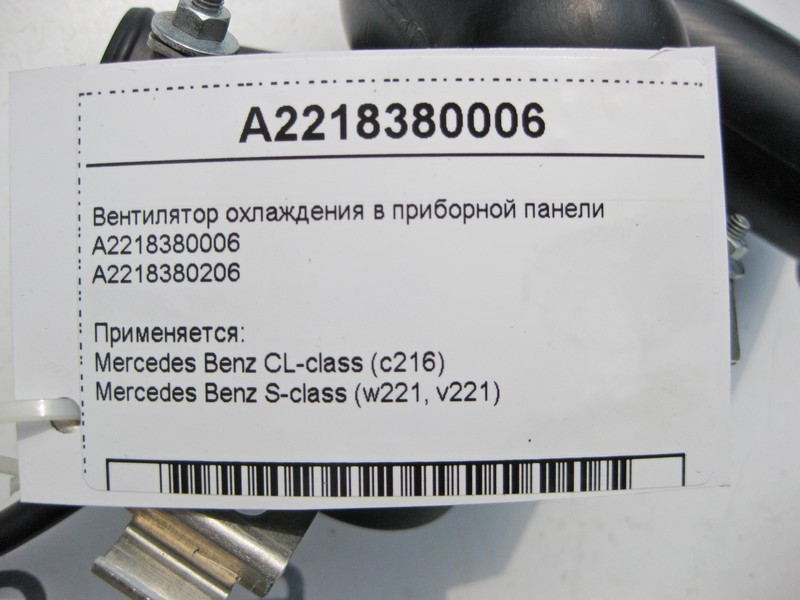 A2218380006
Вентилятор охлаждения в приборной панели
A2218380006
A2218380206
Применяется:
Mercedes Benz CL-class (c216)
Mercedes Benz S-class (w221, v221)